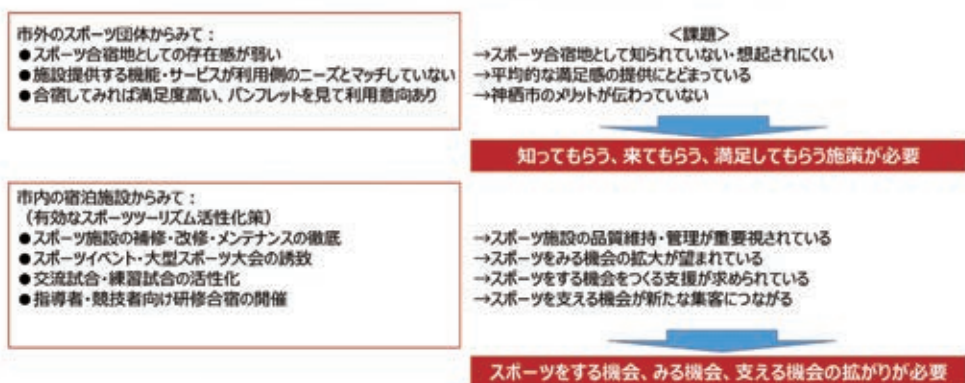 市外のスポーツ団体からみて：
●スポーツ合宿地としての存在感が弱い
●施設提供する機能・サービスが利用側のニーズとマッチしていない
●合宿してみれば満足度高い、パンフレットを見て利用意向あり
＜課題＞
→スポーツ合宿地として知られていない・想起されにくい
→平均的な満足感の提供にとどまっている
→神栖市のメリットが伝わっていない
知ってもらう、来てもらう、満足してもらう施策が必要
市内の宿泊施設からみて：
（有効なスポーツツーリズム活性化策）
●スポーツ施設の補修・改修・メンテナンスの徹底
●スポーツイベント・大型スポーツ大会の誘致
●交流試合・練習試合の活性化
●指導者・競技者向け研修合宿の開催
→スポーツ施設の品質維持・管理が重要視されている
→スポーツをみる機会の拡大が望まれている
→スポーツをする機会をつくる支援が求められている
→スポーツを支える機会が新たな集客につながる
スポーツをする機会、みる機会、支える機会の拡がりが必要